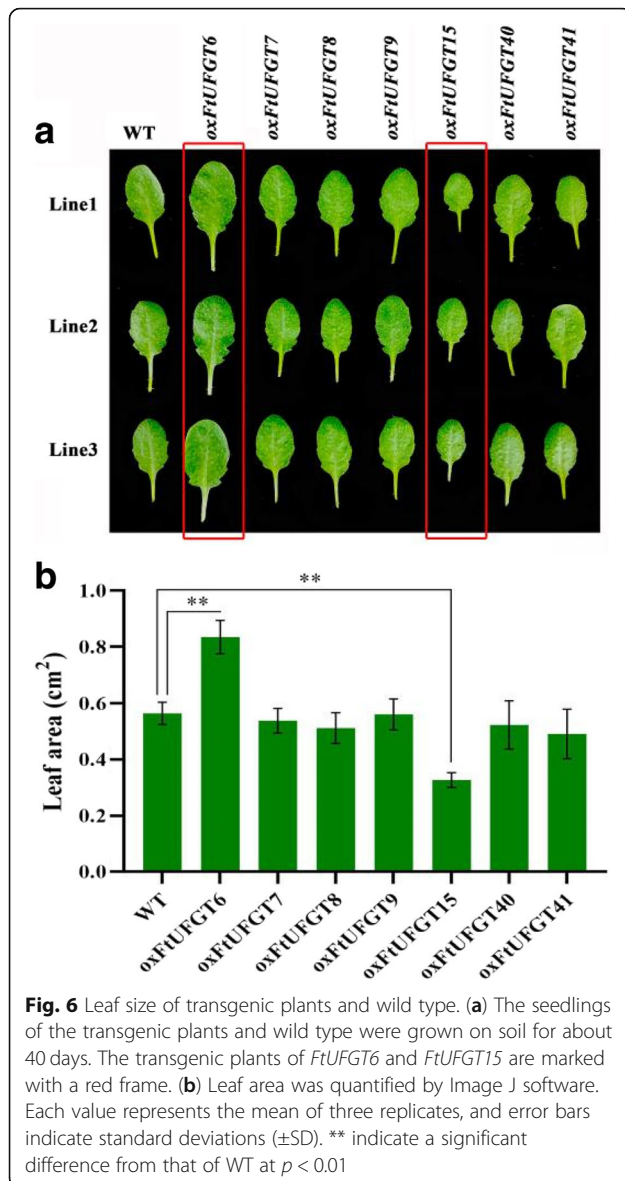 oxFtUFGT6
oxFtUFGT7
oxFtUFGT8
oxFtUFGT9
oxFtUFGT15
oxFtUFGT40
oxFtUFGT41
a
WT
Line1
Line2
Line3
b
**
**
1.0
0.8
0.6
0.4
0.2
0.0
Leaf area (cm²)
WT
oxFtUFGT6
oxFtUFGT7
oxFtUFGT8
oxFtUFGT9
oxFtUFGT15
oxFtUFGT40
oxFtUFGT41
Fig. 6 Leaf size of transgenic plants and wild type. (a) The seedlings
of the transgenic plants and wild type were grown on soil for about
40 days. The transgenic plants of FtUFGT6 and FtUFGT15 are marked
with a red frame. (b) Leaf area was quantified by Image J software.
Each value represents the mean of three replicates, and error bars
indicate standard deviations (±SD). ** indicate a significant
difference from that of WT at p < 0.01